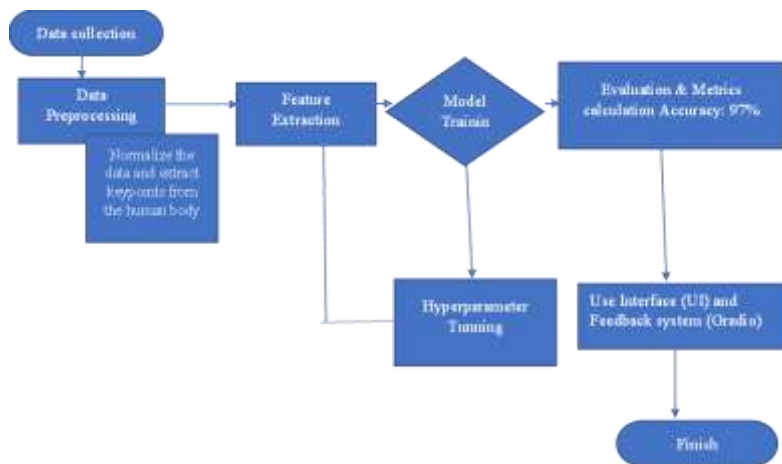 Data collection
Data
Preprocessing
Normalize the
data and extract
keypoints from
the human body
Feature
Extraction
Model
Trainin
Evaluation & Metrics
calculation Accuracy: 97%
Hyperparameter
Tunning
Use Interface (UI) and
Feedback system (Gradio)
Finish